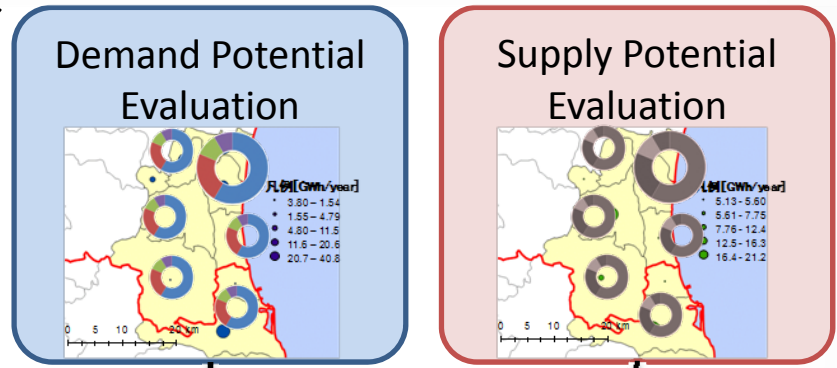 Demand Potential
Evaluation
凡例[GWh/year]
3.80 – 1.54
1.55 – 4.79
4.80 – 11.5
11.6 – 20.6
20.7 – 40.8
0 5 10 20 km
Supply Potential
Evaluation
例[GWh/year]
5.13 - 5.60
5.61 - 7.75
7.76 - 12.4
12.5 - 16.3
16.4 - 21.2
0 5 10 20 km